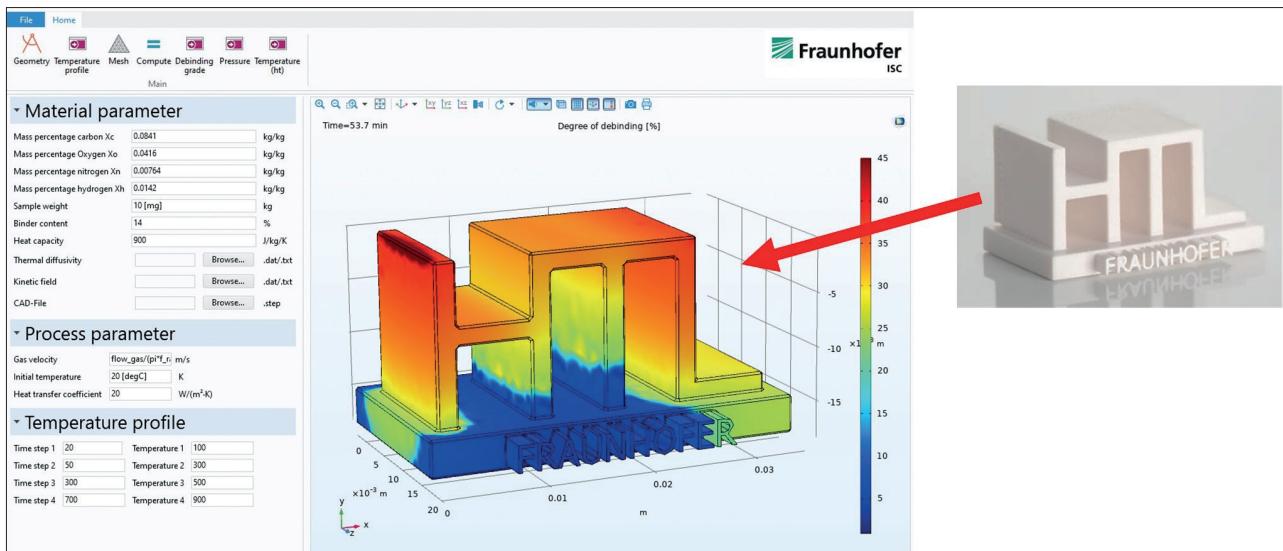 File Home
Geometry Temperature profile Mesh Compute Debinding grade Pressure Temperature (ht)
Main
Fraunhofer
ISC
Material parameter
Mass percentage carbon Xc 0.0841 kg/kg
Mass percentage Oxygen Xo 0.0416 kg/kg
Mass percentage nitrogen Xn 0.00764 kg/kg
Mass percentage hydrogen Xh 0.0142 kg/kg
Sample weight 10 [mg] kg
Binder content 14 %
Heat capacity 900 J/kg/K
Thermal diffusivity Browse... .dat/.txt
Kinetic field Browse... .dat/.txt
CAD-File Browse... .step
Process parameter
Gas velocity flow_gas/(pi*f_r m/s
Initial temperature 20 [degC] K
Heat transfer coefficient 20 W/(m²·K)
Temperature profile
Time step 1 20 Temperature 1 100
Time step 2 50 Temperature 2 300
Time step 3 300 Temperature 3 500
Time step 4 700 Temperature 4 900
xy yz xz
Time=53.7 min Degree of debinding [%]
45
40
35
30
25
20
15
10
5
-5
-10
-15
×10⁻³ m
0
5
10
15
20
×10⁻³ m
0
0.01
0.02
0.03
m
y
x
z
FRAUNHOFER
FRAUNHOFER